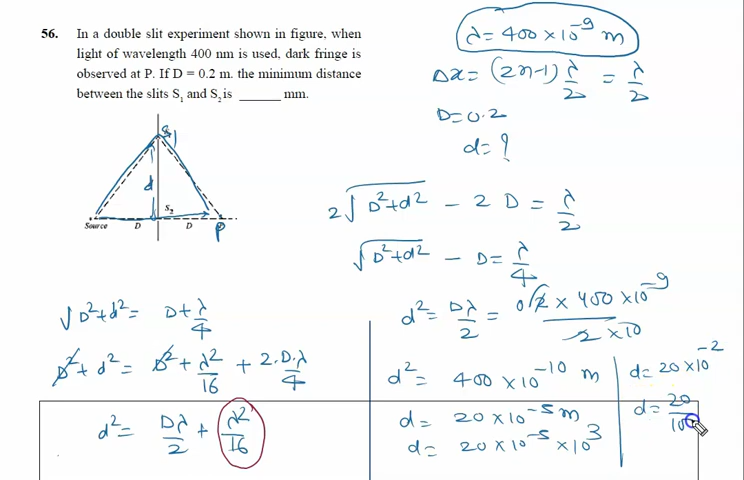 56. In a double slit experiment shown in figure, when
light of wavelength 400 nm is used, dark fringe is
observed at P. If D = 0.2 m. the minimum distance
between the slits S₁ and S₂ is ______ mm.
λ = 400 × 10⁻⁹ m
Δx = (2n-1) λ/2 = λ/2
D = 0.2
d = ?
S₁
d
S₂
Source D D P
2√(D²+d²) - 2 D = λ/2
√(D²+d²) - D = λ/4
√(D²+d²) = D + λ/4
D² + d² = D² + λ²/16 + 2.D.λ/4
d² = Dλ/2 + λ²/16
d² = Dλ/2 = 0.2 × 400 × 10⁻⁹ / 2 × 10
d² = 400 × 10⁻¹⁰ m
d = 20 × 10⁻⁵ m
d = 20 × 10⁻⁵ × 10³
d = 20 × 10⁻²
d = 20/100